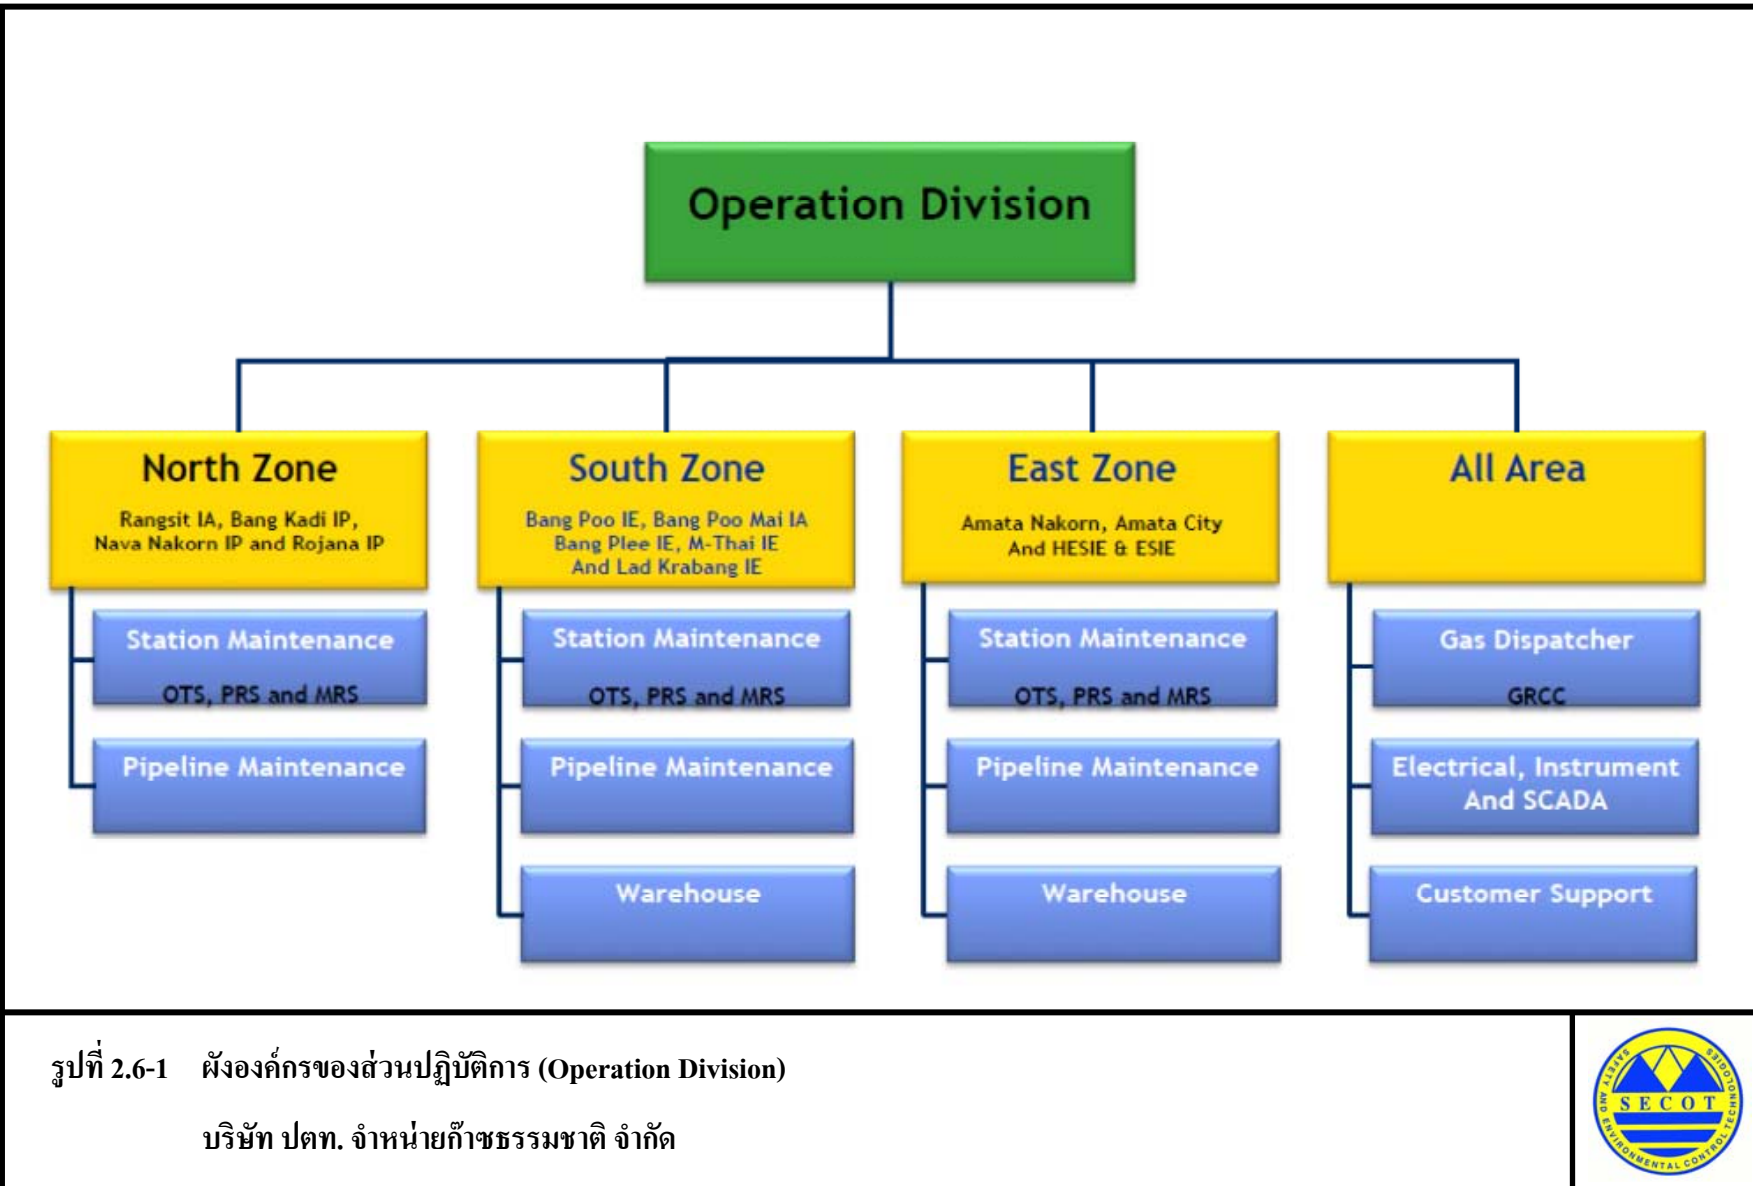 Operation Division
North Zone
Rangsit IA, Bang Kadi IP,
Nava Nakorn IP and Rojana IP
Station Maintenance
OTS, PRS and MRS
Pipeline Maintenance
South Zone
Bang Poo IE, Bang Poo Mai IA
Bang Plee IE, M-Thai IE
And Lad Krabang IE
Station Maintenance
OTS, PRS and MRS
Pipeline Maintenance
Warehouse
East Zone
Amata Nakorn, Amata City
And HESIE & ESIE
Station Maintenance
OTS, PRS and MRS
Pipeline Maintenance
Warehouse
All Area
Gas Dispatcher
GRCC
Electrical, Instrument
And SCADA
Customer Support
รูปที่ 2.6-1 ผังองค์กรของส่วนปฏิบัติการ (Operation Division)
บริษัท ปตท. จำหน่ายก๊าซธรรมชาติ จำกัด
SECOT
SAFETY AND ENVIRONMENTAL CONTROL TECHNOLOGIES